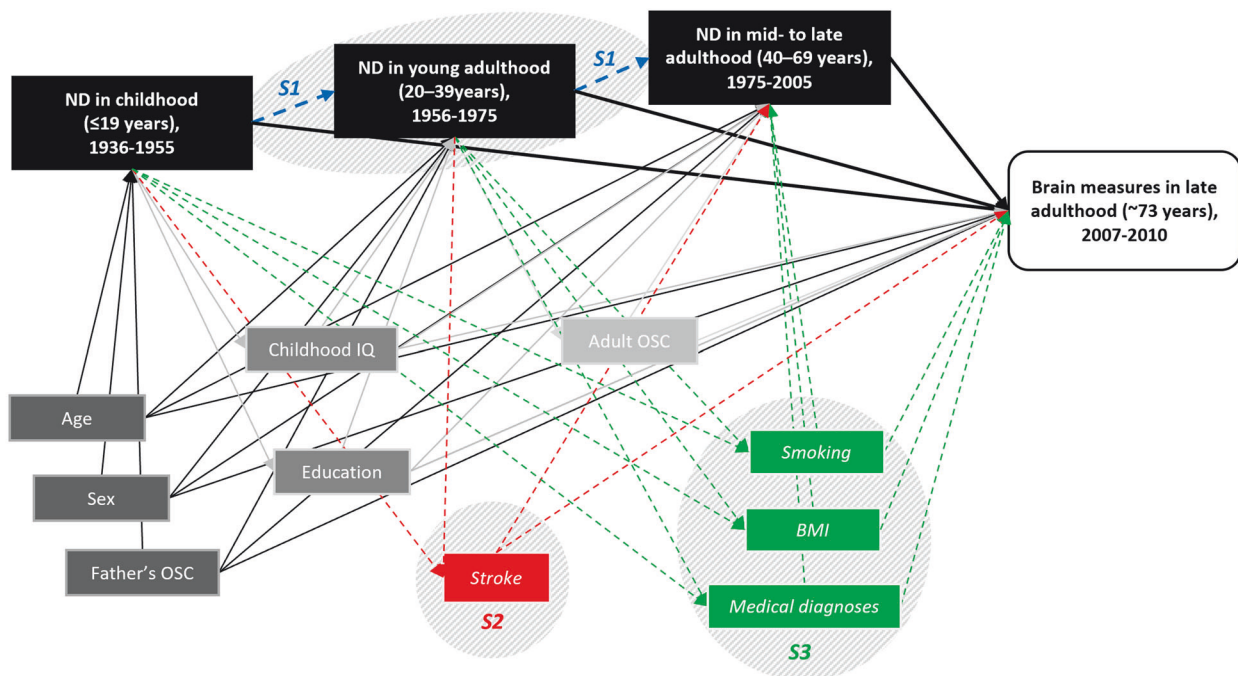 ND in childhood
(≤19 years),
1936-1955
S1
ND in young adulthood
(20–39years),
1956-1975
S1
ND in mid- to late
adulthood (40–69 years),
1975-2005
Brain measures in late
adulthood (~73 years),
2007-2010
Childhood IQ
Adult OSC
Age
Education
Sex
Father's OSC
Stroke
S2
Smoking
BMI
Medical diagnoses
S3